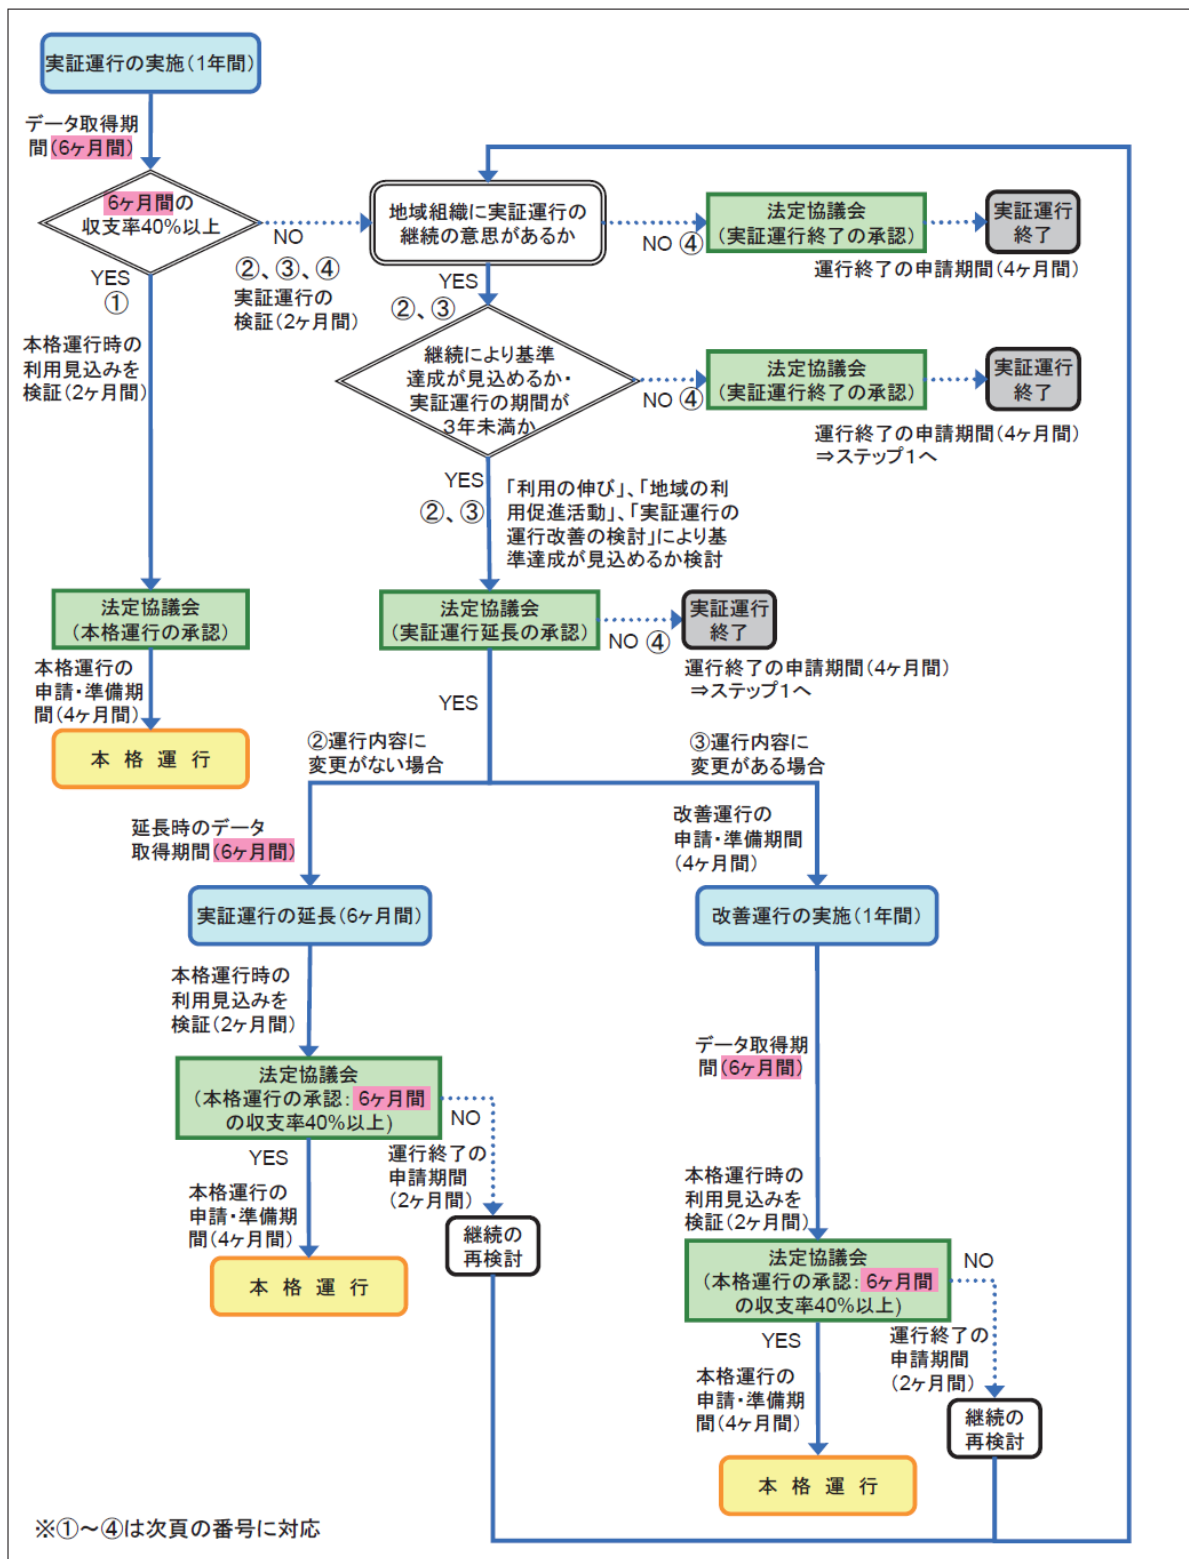 実証運行の実施(1年間)
データ取得期
間(6ヶ月間)
6ヶ月間の
収支率40%以上
NO
②、③、④
実証運行の
検証(2ヶ月間)
YES
①
本格運行時の
利用見込みを
検証(2ヶ月間)
法定協議会
(本格運行の承認)
本格運行の
申請・準備期
間(4ヶ月間)
本格運行
地域組織に実証運行の
継続の意思があるか
NO ④
法定協議会
(実証運行終了の承認)
実証運行
終了
運行終了の申請期間(4ヶ月間)
YES
②、③
継続により基準
達成が見込めるか・
実証運行の期間が
3年未満か
NO ④
法定協議会
(実証運行終了の承認)
実証運行
終了
運行終了の申請期間(4ヶ月間)
⇒ステップ1へ
YES
②、③
「利用の伸び」、「地域の利
用促進活動」、「実証運行の
運行改善の検討」により基
準達成が見込めるか検討
法定協議会
(実証運行延長の承認)
NO ④
実証運行
終了
運行終了の申請期間(4ヶ月間)
⇒ステップ1へ
YES
②運行内容に
変更がない場合
③運行内容に
変更がある場合
延長時のデータ
取得期間(6ヶ月間)
実証運行の延長(6ヶ月間)
本格運行時の
利用見込みを
検証(2ヶ月間)
法定協議会
(本格運行の承認:6ヶ月間
の収支率40%以上)
NO
運行終了の
申請期間
(2ヶ月間)
継続の
再検討
YES
本格運行の
申請・準備期
間(4ヶ月間)
本格運行
改善運行の
申請・準備期間
(4ヶ月間)
改善運行の実施(1年間)
データ取得期
間(6ヶ月間)
本格運行時の
利用見込みを
検証(2ヶ月間)
法定協議会
(本格運行の承認:6ヶ月間
の収支率40%以上)
NO
運行終了の
申請期間
(2ヶ月間)
継続の
再検討
YES
本格運行の
申請・準備期
間(4ヶ月間)
本格運行
※①～④は次頁の番号に対応